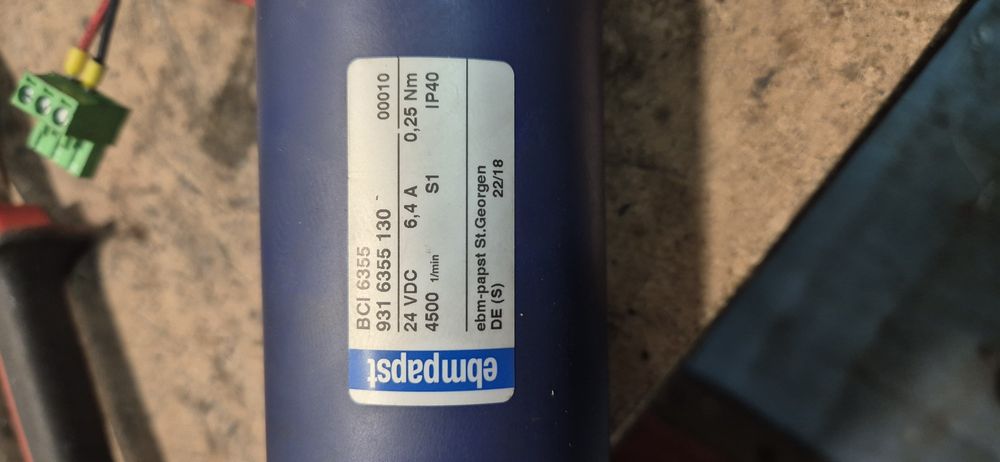 ebmpapst
BCI 6355
931 6355 130 00010
24 VDC 6,4 A 0,25 Nm
4500 1/min S1 IP40
ebm-papst St.Georgen
DE (S) 22/18